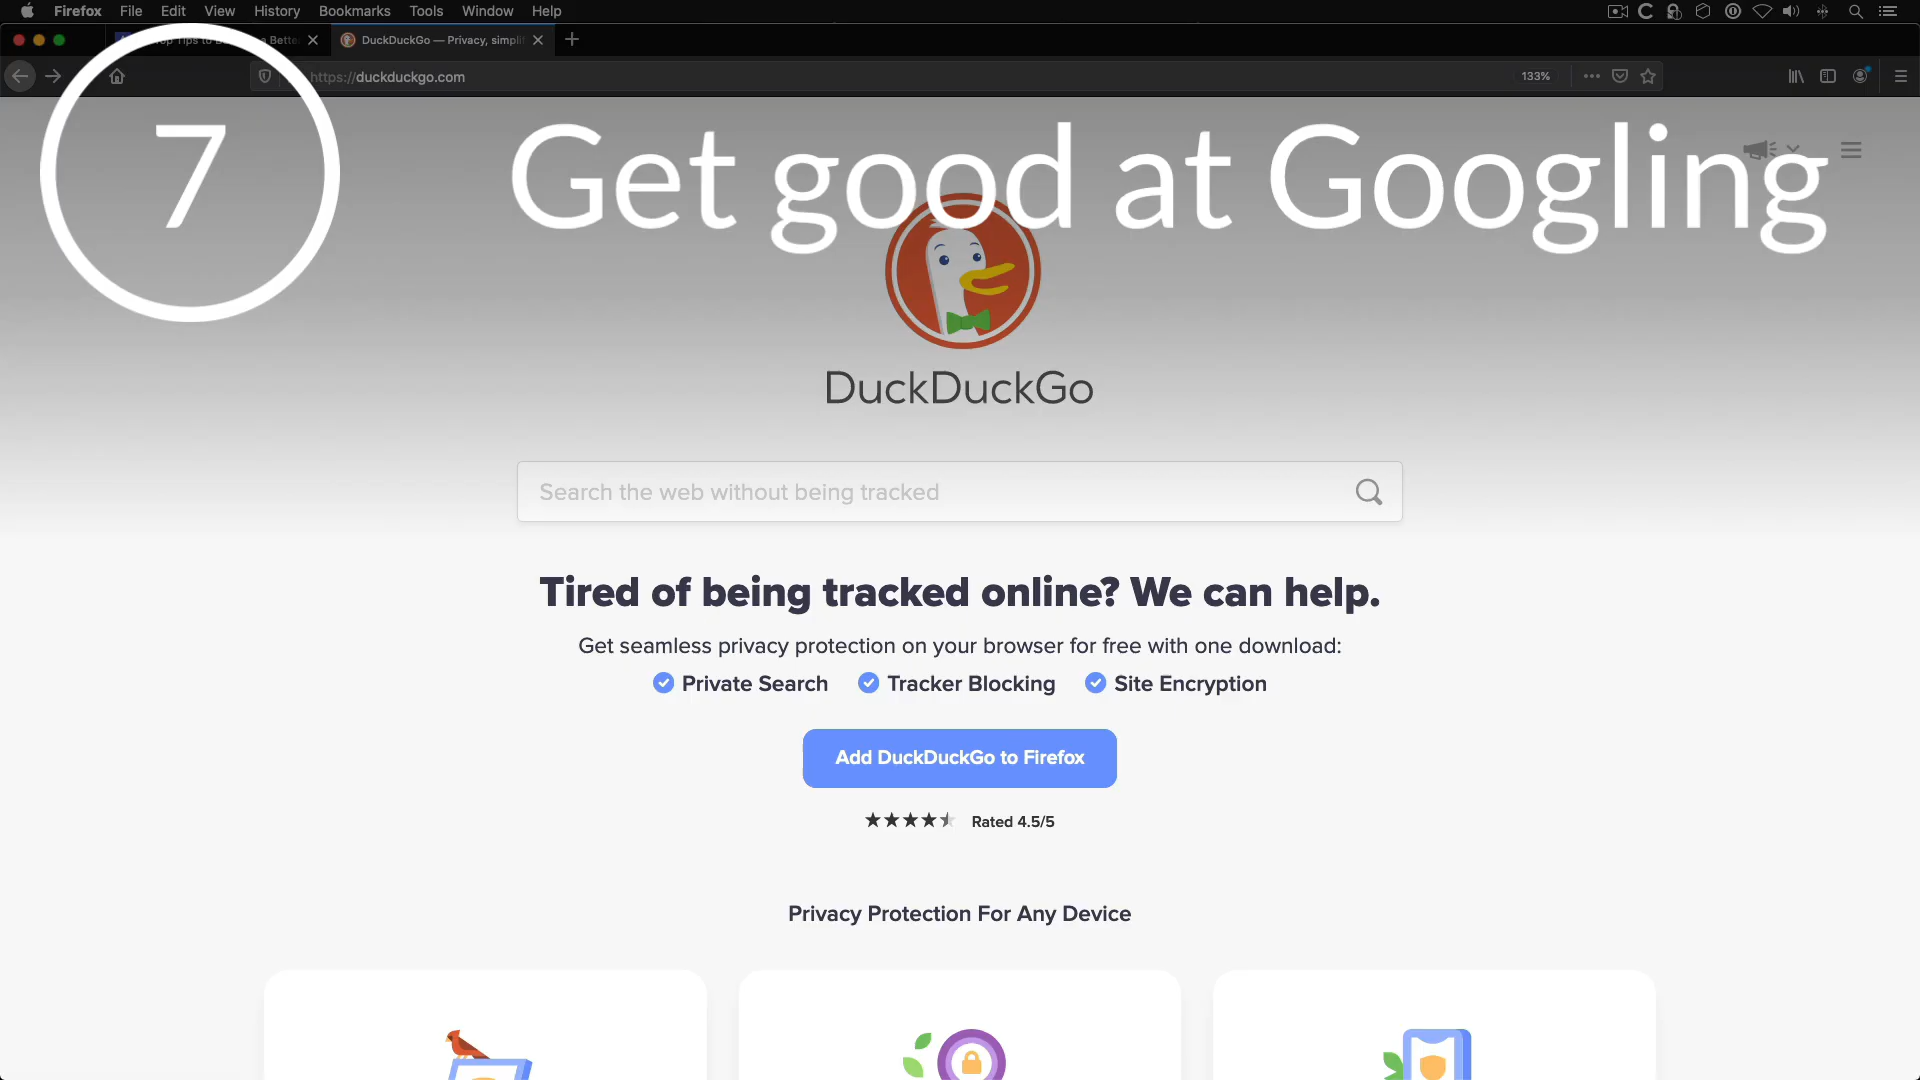 Firefox File Edit View History Bookmarks Tools Window Help
DuckDuckGo — Privacy, simplifi
https://duckduckgo.com
133%
7
Get good at Googling
DuckDuckGo
Search the web without being tracked
Tired of being tracked online? We can help.
Get seamless privacy protection on your browser for free with one download:
Private Search Tracker Blocking Site Encryption
Add DuckDuckGo to Firefox
Rated 4.5/5
Privacy Protection For Any Device